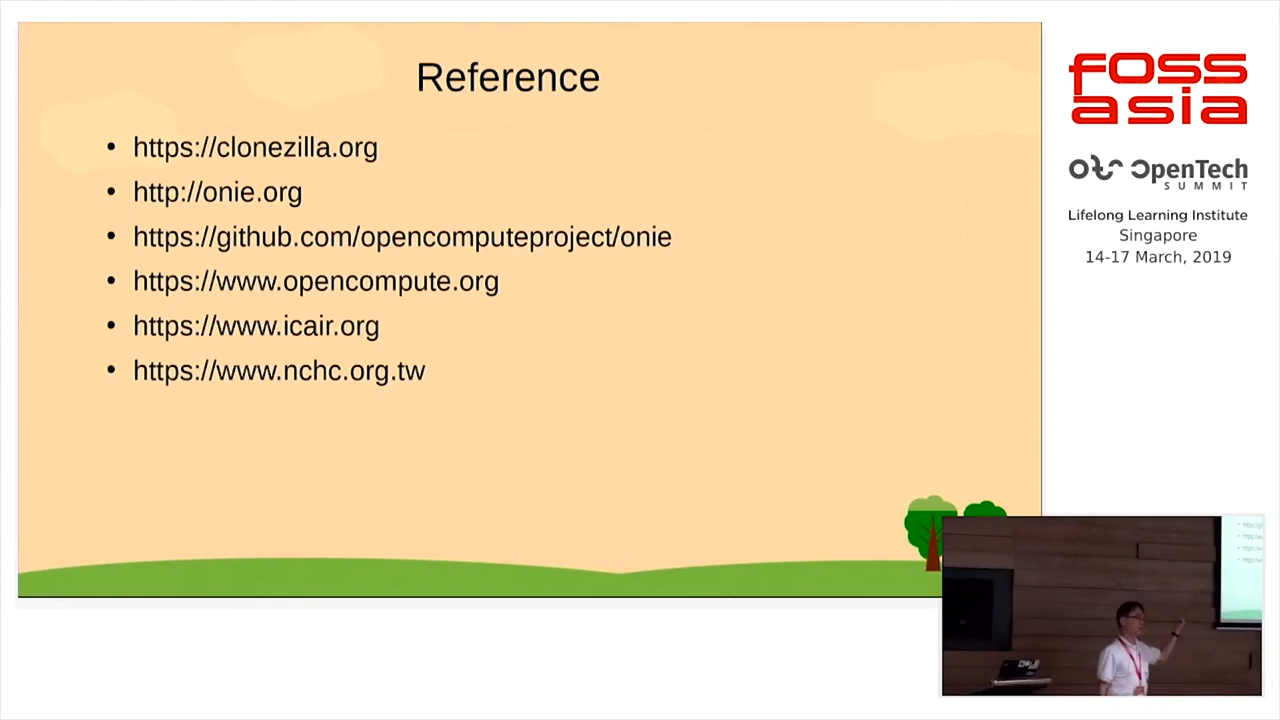 Reference
• https://clonezilla.org
• http://onie.org
• https://github.com/opencomputeproject/onie
• https://www.opencompute.org
• https://www.icair.org
• https://www.nchc.org.tw
fOSS
asia
OpenTech
SUMMIT
Lifelong Learning Institute
Singapore
14-17 March, 2019